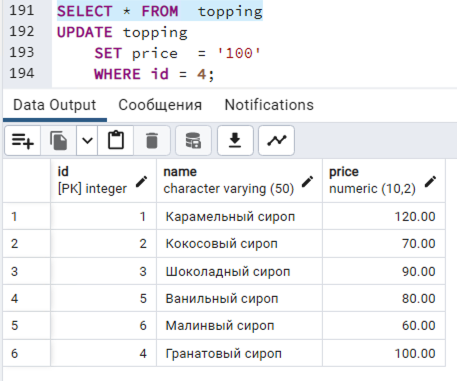 191 SELECT * FROM topping
192 UPDATE topping
193 SET price = '100'
194 WHERE id = 4;
Data Output Сообщения Notifications
id name price
[PK] integer character varying (50) numeric (10,2)
1 1 Карамельный сироп 120.00
2 2 Кокосовый сироп 70.00
3 3 Шоколадный сироп 90.00
4 5 Ванильный сироп 80.00
5 6 Малинвый сироп 60.00
6 4 Гранатовый сироп 100.00